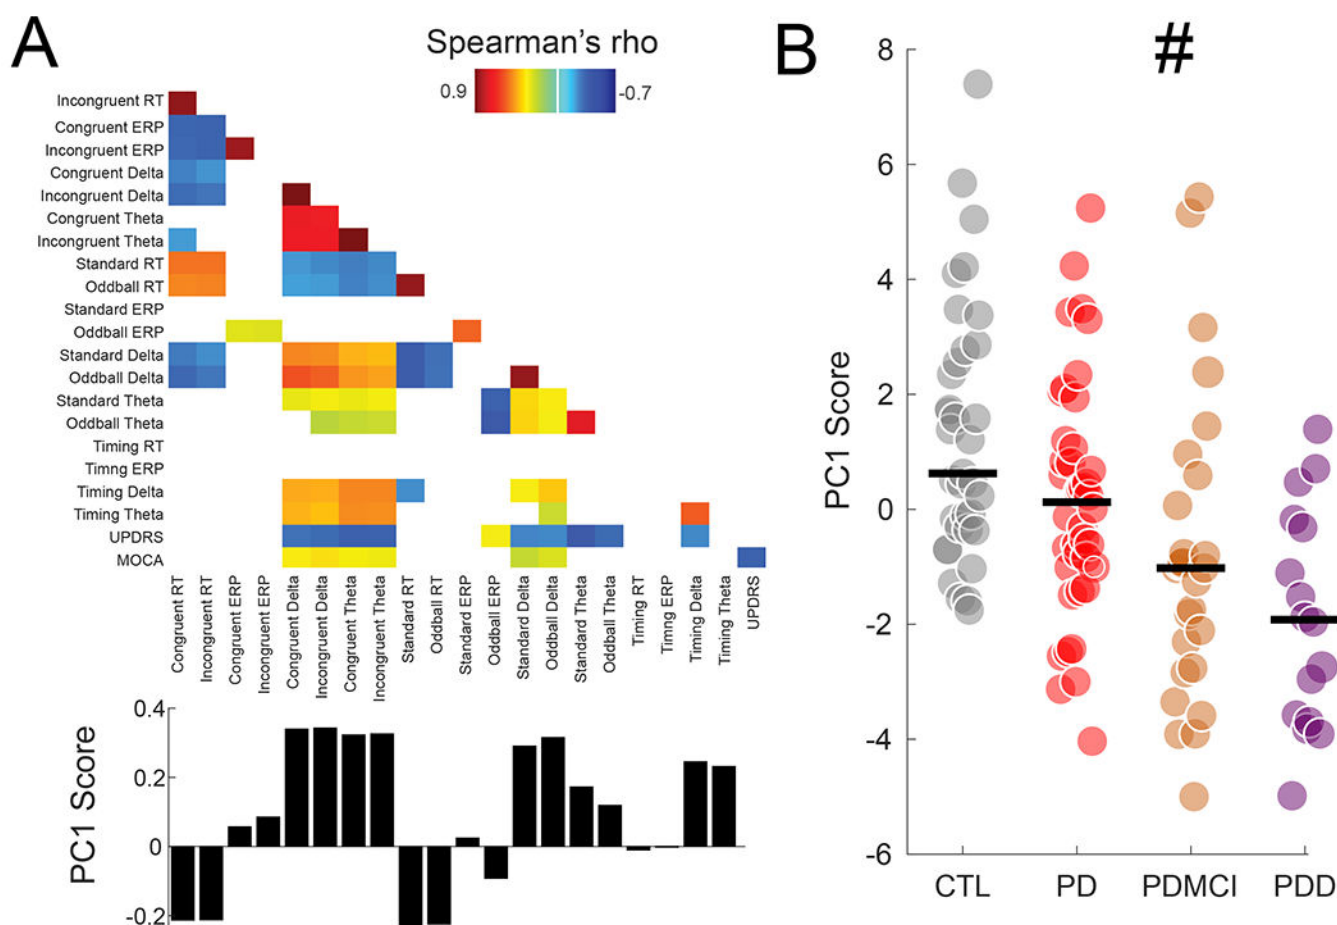 A
Spearman's rho
0.9
-0.7
Incongruent RT
Congruent ERP
Incongruent ERP
Congruent Delta
Incongruent Delta
Congruent Theta
Incongruent Theta
Standard RT
Oddball RT
Standard ERP
Oddball ERP
Standard Delta
Oddball Delta
Standard Theta
Oddball Theta
Timing RT
Timng ERP
Timing Delta
Timing Theta
UPDRS
MOCA
Congruent RT
Incongruent RT
Congruent ERP
Incongruent ERP
Congruent Delta
Incongruent Delta
Congruent Theta
Incongruent Theta
Standard RT
Oddball RT
Standard ERP
Oddball ERP
Standard Delta
Oddball Delta
Standard Theta
Oddball Theta
Timing RT
Timng ERP
Timing Delta
Timing Theta
UPDRS
PC1 Score
0.4
0.2
0
-0.2
B
#
PC1 Score
8
6
4
2
0
-2
-4
-6
CTL
PD
PDMCI
PDD